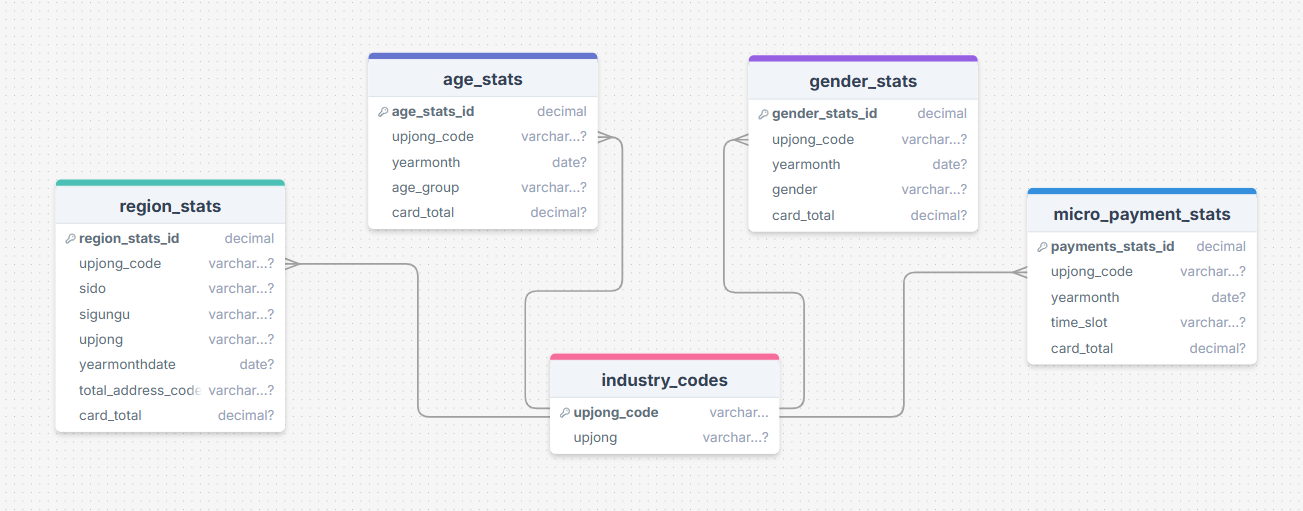 age_stats
age_stats_id decimal
upjong_code varchar...?
yearmonth date?
age_group varchar...?
card_total decimal?
gender_stats
gender_stats_id decimal
upjong_code varchar...?
yearmonth date?
gender varchar...?
card_total decimal?
region_stats
region_stats_id decimal
upjong_code varchar...?
sido varchar...?
sigungu varchar...?
upjong varchar...?
yearmonthdate date?
total_address_code varchar...?
card_total decimal?
micro_payment_stats
payments_stats_id decimal
upjong_code varchar...?
yearmonth date?
time_slot varchar...?
card_total decimal?
industry_codes
upjong_code varchar...
upjong varchar...?